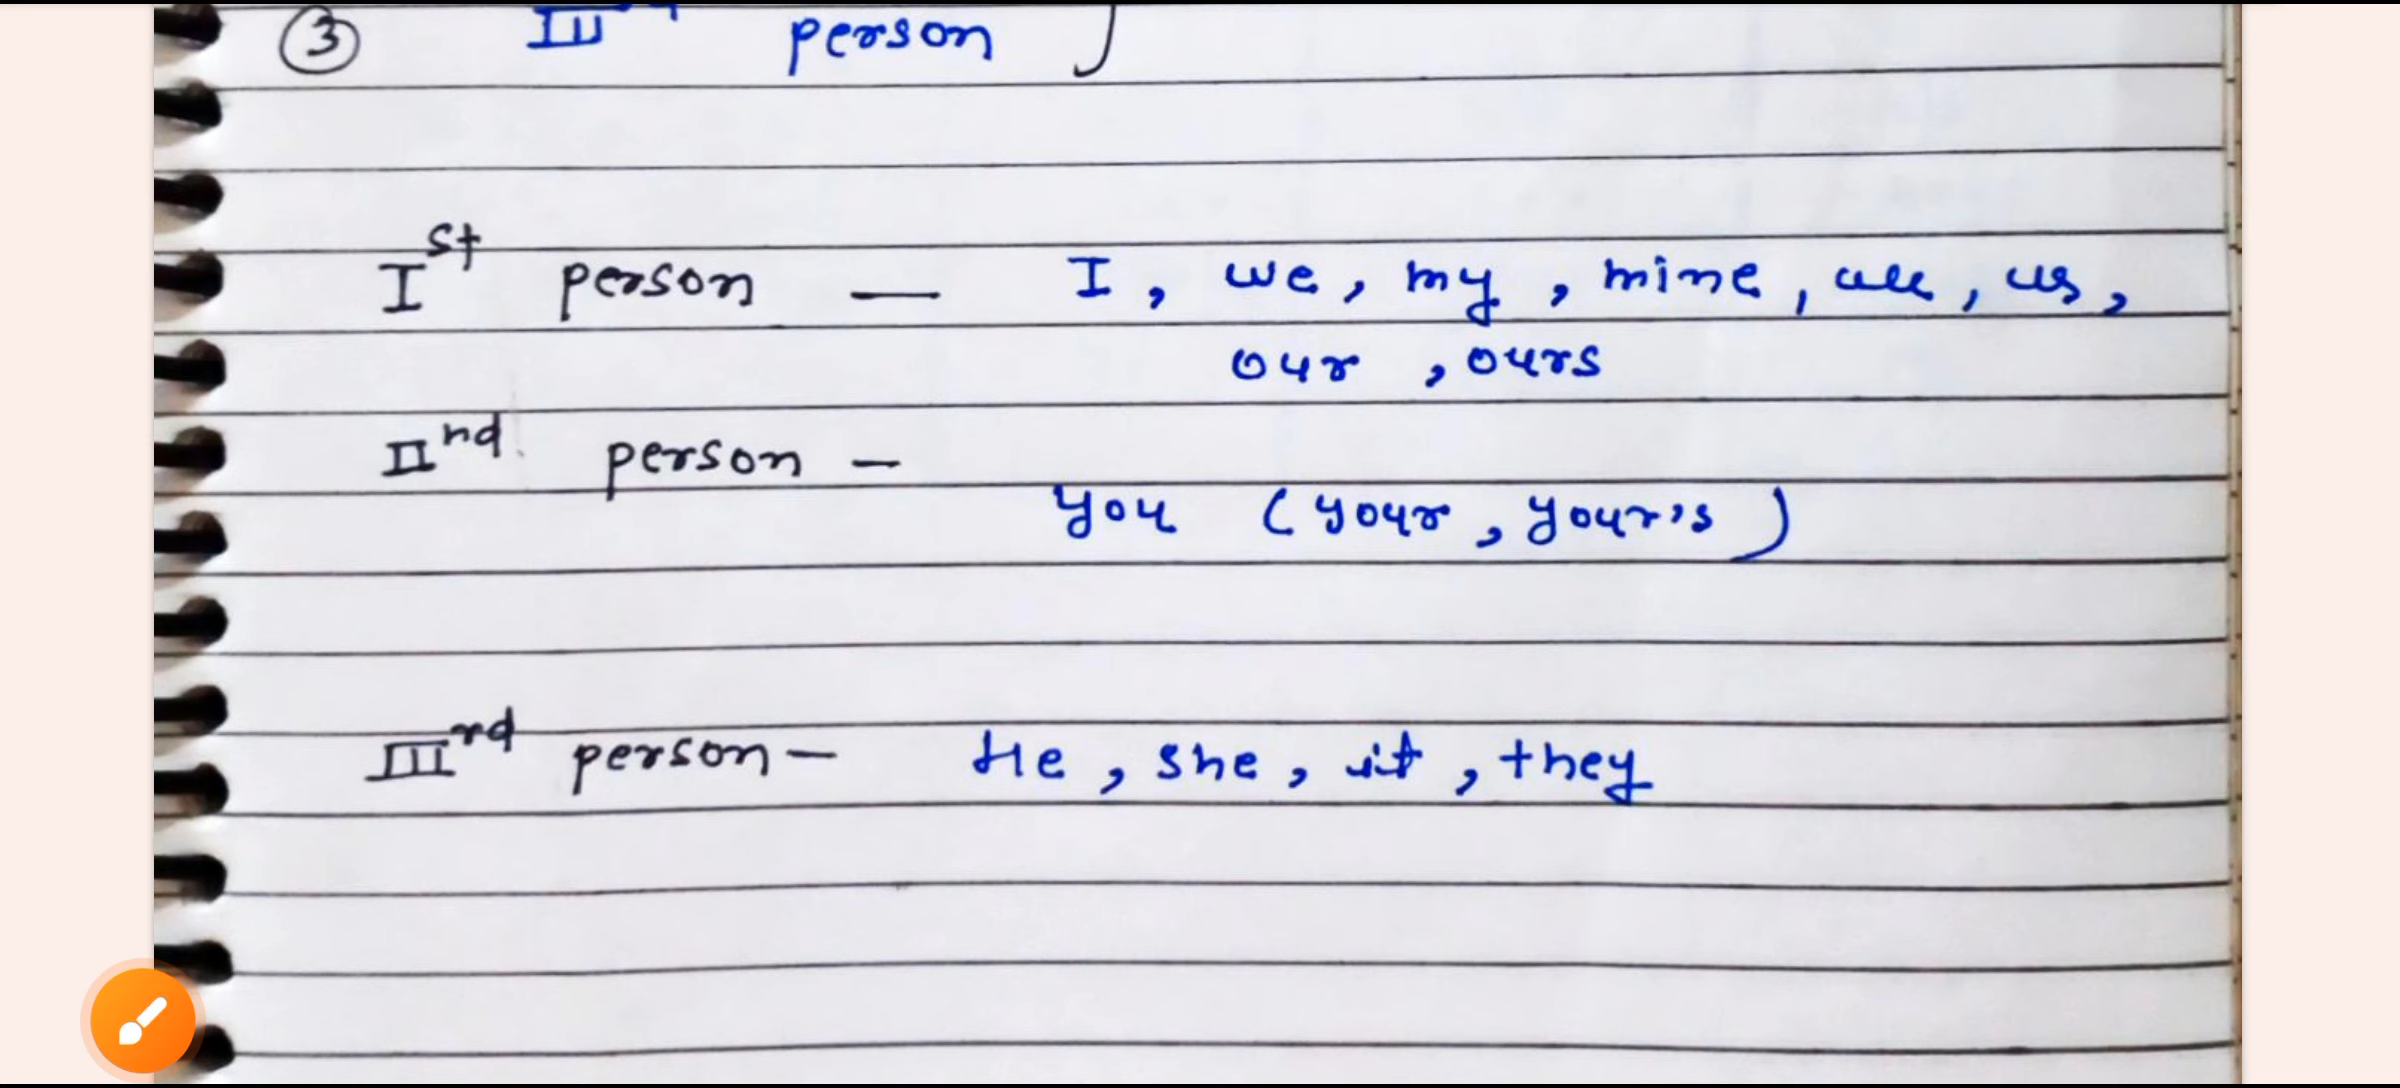 ③ III person
Ist person — I, we, my, mine, us,
our, ours
IInd person –
you (your, your's)
IIIrd person – He, she, it, they